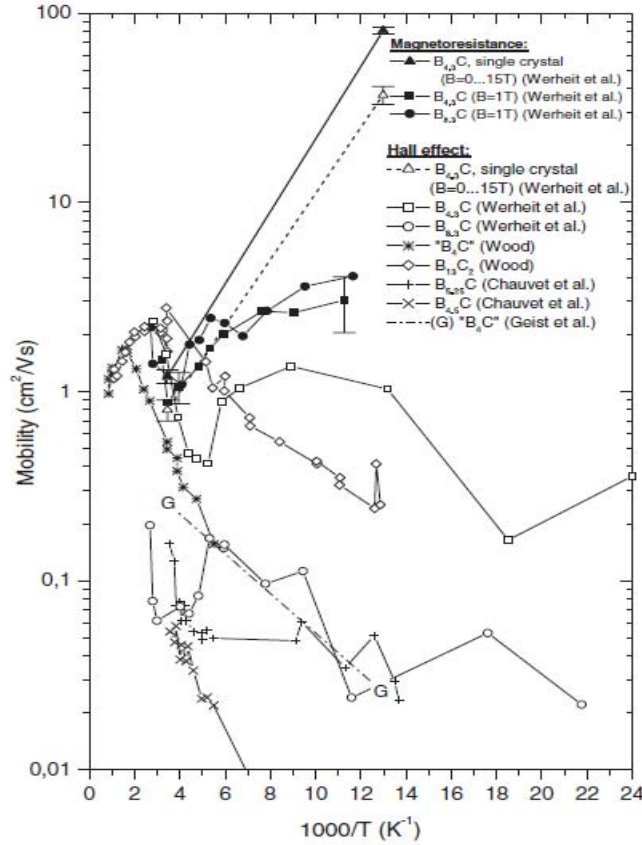 100
10
1
0,1
0,01
Mobility (cm²/Vs)
0 2 4 6 8 10 12 14 16 18 20 22 24
1000/T (K⁻¹)
Magnetoresistance:
B₄,₃C, single crystal
(B=0...15T) (Werheit et al.)
B₄,₃C (B=1T) (Werheit et al.)
B₈,₃C (B=1T) (Werheit et al.)
Hall effect:
B₄,₃C, single crystal
(B=0...15T) (Werheit et al.)
B₄,₃C (Werheit et al.)
B₈,₃C (Werheit et al.)
"B₄C" (Wood)
B₁₃C₂ (Wood)
B₅,₂₅C (Chauvet et al.)
B₄,₅C (Chauvet et al.)
(G) "B₄C" (Geist et al.)
G
G